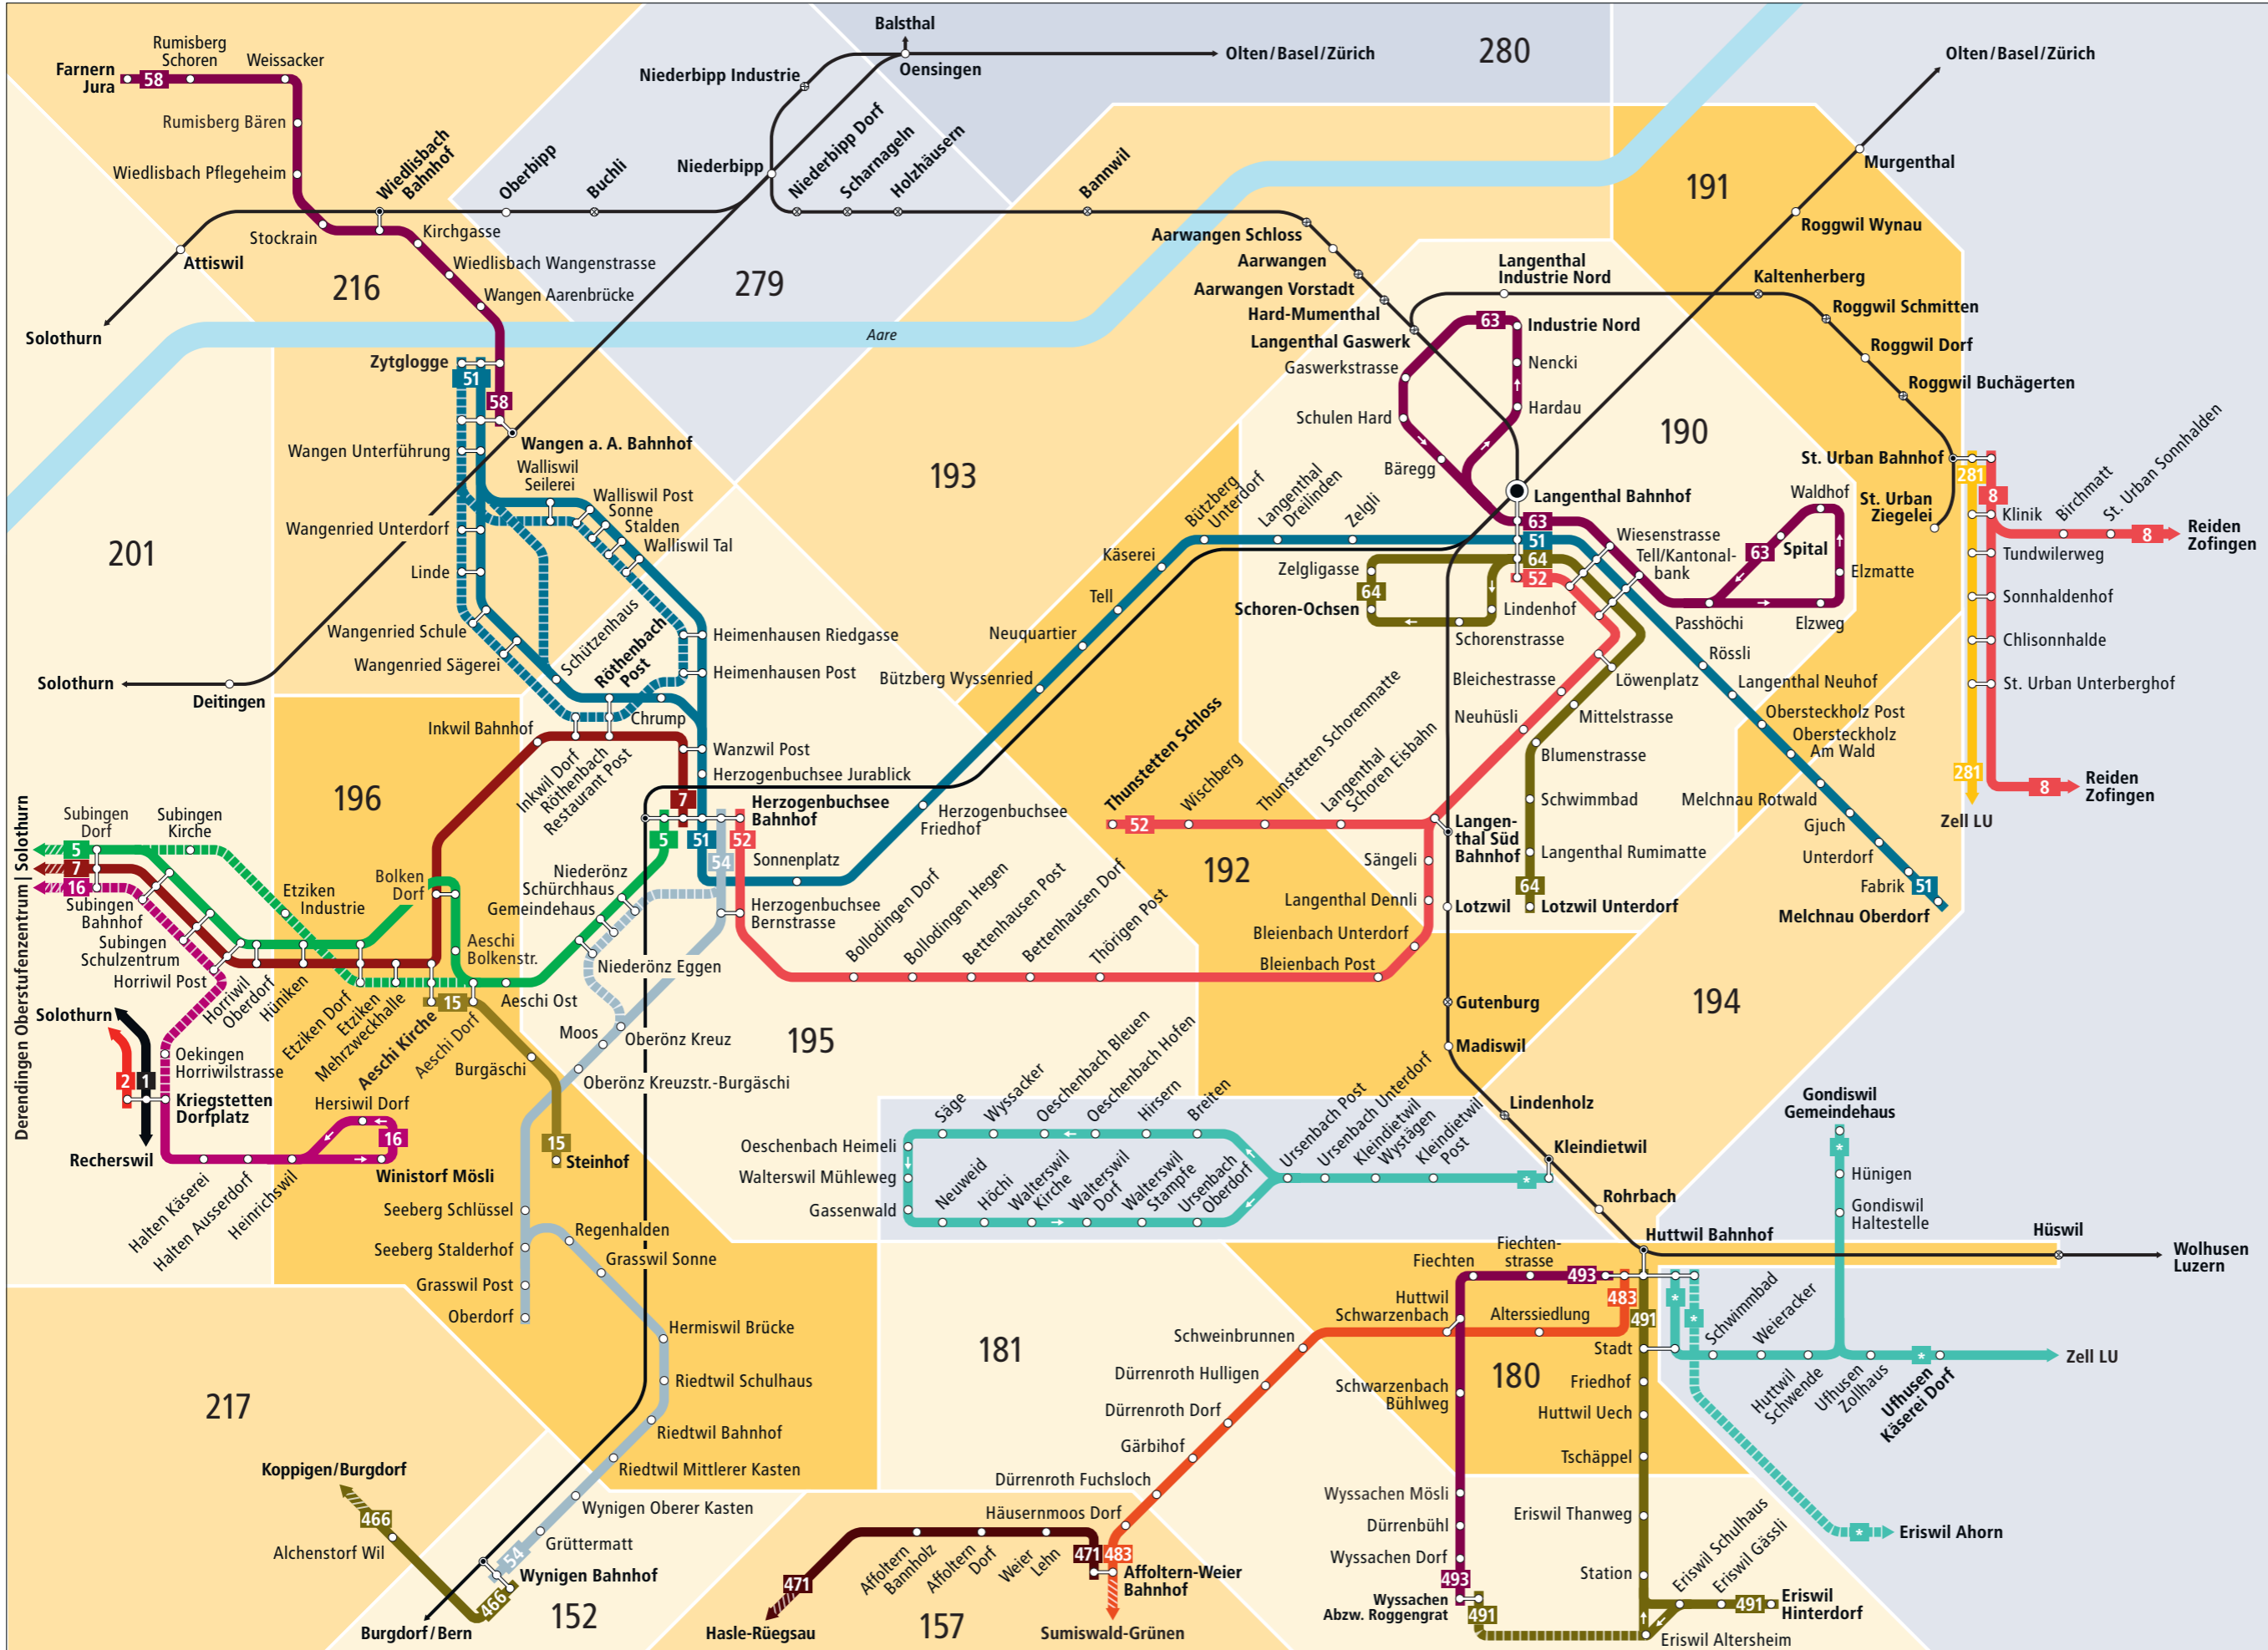 Balsthal
Oensingen
Olten/Basel/Zürich
280
Olten/Basel/Zürich
Farnern
Jura
58
Rumisberg
Schoren
Weissacker
Rumisberg Bären
Wiedlisbach Pflegeheim
Wiedlisbach
Bahnhof
Oberbipp
Buchli
Niederbipp Industrie
Niederbipp
Niederbipp Dorf
Scharnageln
Holzhäusern
Bannwil
191
Murgenthal
Roggwil Wynau
Stockrain
Kirchgasse
Attiswil
Wiedlisbach Wangenstrasse
216
Wangen Aarenbrücke
279
Solothurn
Aare
Aarwangen Schloss
Aarwangen
Aarwangen Vorstadt
Hard-Mumenthal
Langenthal Gaswerk
Langenthal
Industrie Nord
Kaltenherberg
Roggwil Schmitten
Roggwil Dorf
Roggwil Buchägerten
63
Industrie Nord
Nencki
Hardau
Gaswerkstrasse
Schulen Hard
Bäregg
190
Zytglogge
51
58
Wangen a. A. Bahnhof
Wangen Unterführung
Walliswil
Seilerei
Walliswil Post
Sonne
Stalden
Walliswil Tal
Wangenried Unterdorf
Linde
Wangenried Schule
Wangenried Sägerei
Schützenhaus
Röthenbach
Post
Heimenhausen Riedgasse
Heimenhausen Post
Chrump
201
193
Bützberg
Unterdorf
Langenthal
Dreilinden
Zelgli
Käserei
Tell
Neuquartier
Bützberg Wyssenried
Langenthal Bahnhof
63
51
64
52
Zelgligasse
64
Schoren-Ochsen
Lindenhof
Schorenstrasse
Wiesenstrasse
Tell/Kantonal-
bank
Waldhof
63
Spital
Elzmatte
Passhöchi
Elzweg
St. Urban Bahnhof
St. Urban
Ziegelei
281
8
Klinik
Birchmatt
St. Urban Sonnhalden
8
Reiden
Zofingen
Tundwilerweg
Sonnhaldenhof
Chlisonnhalde
St. Urban Unterberghof
281
8
Reiden
Zofingen
Zell LU
Solothurn
Deitingen
Inkwil Bahnhof
Inkwil Dorf
Röthenbach
Restaurant Post
Wanzwil Post
Herzogenbuchsee Jurablick
7
Herzogenbuchsee
Bahnhof
5
51
54
52
Herzogenbuchsee
Friedhof
Sonnenplatz
Herzogenbuchsee
Bernstrasse
Bleichestrasse
Neuhüsli
Löwenplatz
Mittelstrasse
Blumenstrasse
Schwimmbad
Langenthal Rumimatte
64
Lotzwil Unterdorf
Rössli
Langenthal Neuhof
Obersteckholz Post
Obersteckholz
Am Wald
Melchnau Rotwald
Gjuch
Unterdorf
Fabrik
51
Melchnau Oberdorf
Thunstetten Schloss
52
Wischberg
Thunstetten Schorenmatte
Langenthal
Schoren Eisbahn
Langen-
thal Süd
Bahnhof
192
Sängeli
Langenthal Dennli
Lotzwil
Bleienbach Unterdorf
Bleienbach Post
Bollodingen Dorf
Bollodingen Hegen
Bettenhausen Post
Bettenhausen Dorf
Thörigen Post
Gutenburg
Madiswil
Lindenholz
Kleindietwil
Rohrbach
194
196
Derendingen Oberstufenzentrum | Solothurn
Subingen
Dorf
Subingen
Kirche
5
7
16
Subingen
Bahnhof
Subingen
Schulzentrum
Horriwil Post
Horriwil
Oberdorf
Hüniken
Etziken
Industrie
Bolken
Dorf
Etziken Dorf
Etziken
Mehrzweckhalle
Aeschi Kirche
15
Aeschi Dorf
Aeschi
Bolkenstr.
Aeschi Ost
Niederönz
Schürchhaus
Gemeindehaus
Niederönz Eggen
Moos
Oberönz Kreuz
Oberönz Kreuzstr.-Burgäschi
Burgäschi
15
Steinhof
195
Solothurn
2
1
Oekingen
Horriwilstrasse
Kriegstetten
Dorfplatz
Recherswil
Hersiwil Dorf
16
Winistorf Mösli
Halten Käserei
Halten Ausserdorf
Heinrichswil
Seeberg Schlüssel
Seeberg Stalderhof
Grasswil Post
Oberdorf
Regenhalden
Grasswil Sonne
Hermiswil Brücke
Riedtwil Schulhaus
Riedtwil Bahnhof
Riedtwil Mittlerer Kasten
Wynigen Oberer Kasten
Grüttermatt
54
Wynigen Bahnhof
466
152
Burgdorf/Bern
217
Koppigen/Burgdorf
466
Alchenstorf Wil
Säge
Wyssacker
Oeschenbach Bleuen
Oeschenbach Hofen
Hirsern
Breiten
Oeschenbach Heimeli
Walterswil Mühleweg
Gassenwald
Neuweid
Höchi
Walterswil
Kirche
Walterswil
Dorf
Walterswil
Stampfe
Ursenbach
Oberdorf
Ursenbach Post
Ursenbach Unterdorf
Kleindietwil
Wystägen
Kleindietwil
Post
*
Gondiswil
Gemeindehaus
*
Hünigen
Gondiswil
Haltestelle
Huttwil Bahnhof
Hüswil
Wolhusen
Luzern
Fiechten
Fiechten-
strasse
493
483
491
*
*
Huttwil
Schwarzenbach
Alterssiedlung
Stadt
Schwimmbad
Weieracker
Huttwil
Schwende
Ufhusen
Zollhaus
*
Ufhusen
Käserei Dorf
Zell LU
181
180
Schweinbrunnen
Dürrenroth Hulligen
Dürrenroth Dorf
Gärbihof
Dürrenroth Fuchsloch
Häusernmoos Dorf
Schwarzenbach
Bühlweg
Friedhof
Huttwil Uech
Tschäppel
Wyssachen Mösli
Dürrenbühl
Wyssachen Dorf
493
Wyssachen
Abzw. Roggengrat
491
Eriswil Thanweg
Station
Eriswil Schulhaus
Eriswil Gässli
491
Eriswil
Hinterdorf
Eriswil Altersheim
*
Eriswil Ahorn
471
Affoltern
Bannholz
Affoltern
Dorf
Weier
Lehn
471
483
Affoltern-Weier
Bahnhof
Hasle-Rüegsau
157
Sumiswald-Grünen